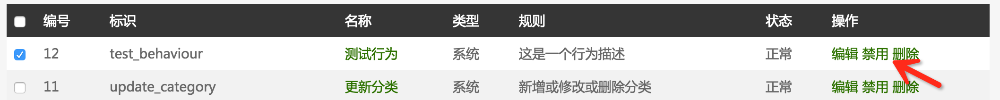 编号 标识 名称 类型 规则 状态 操作
12 test_behaviour 测试行为 系统 这是一个行为描述 正常 编辑 禁用 删除
11 update_category 更新分类 系统 新增或修改或删除分类 正常 编辑 禁用 删除